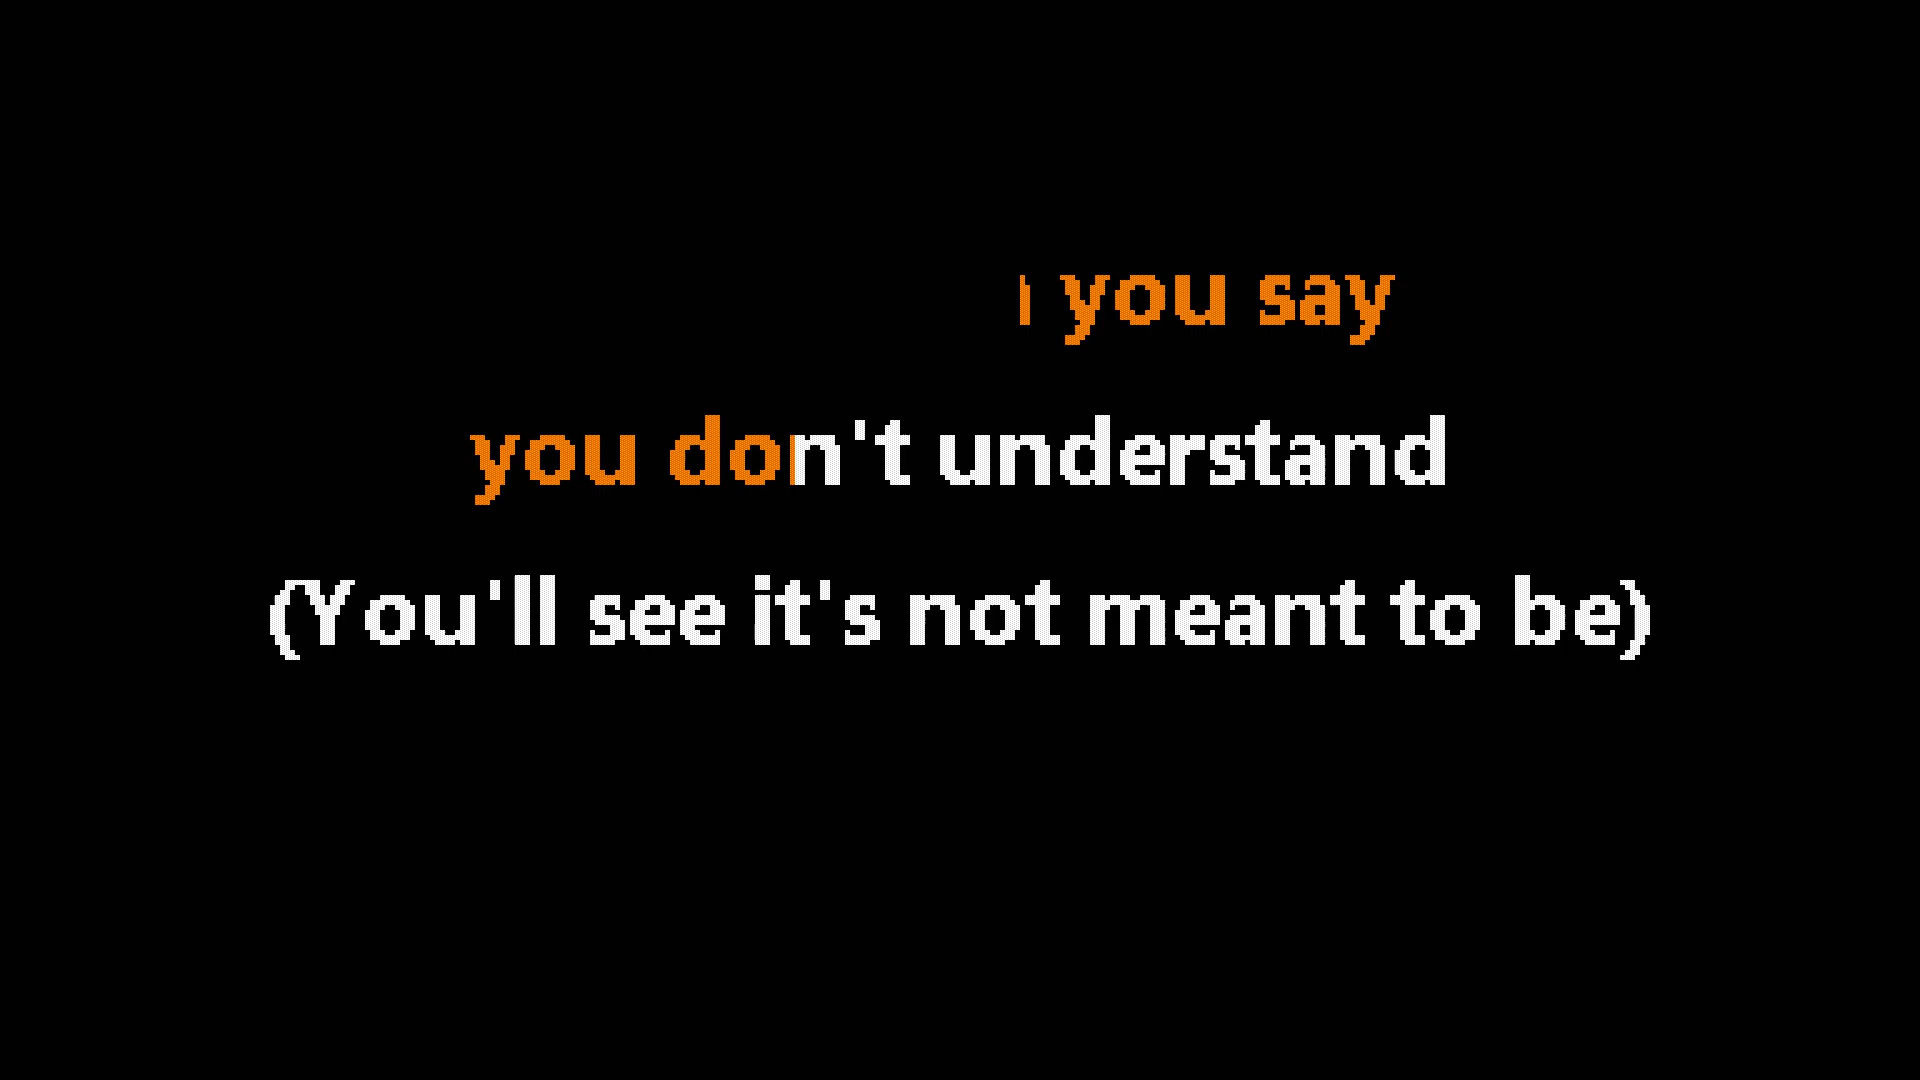 you say
you don't understand
(You'll see it's not meant to be)